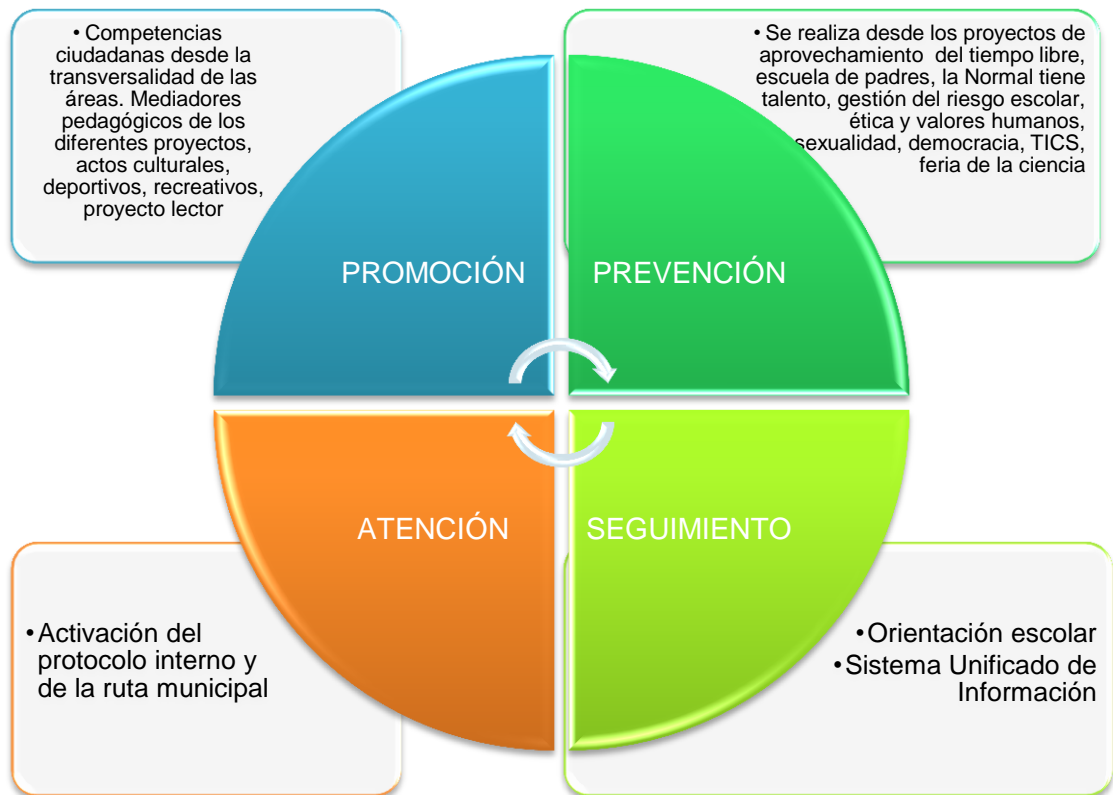 • Competencias
ciudadanas desde la
transversalidad de las
áreas. Mediadores
pedagógicos de los
diferentes proyectos,
actos culturales,
deportivos, recreativos,
proyecto lector
• Se realiza desde los proyectos de
aprovechamiento del tiempo libre,
escuela de padres, la Normal tiene
talento, gestión del riesgo escolar,
ética y valores humanos,
sexualidad, democracia, TICS,
feria de la ciencia
PROMOCIÓN
PREVENCIÓN
ATENCIÓN
SEGUIMIENTO
• Activación del
protocolo interno y
de la ruta municipal
• Orientación escolar
• Sistema Unificado de
Información